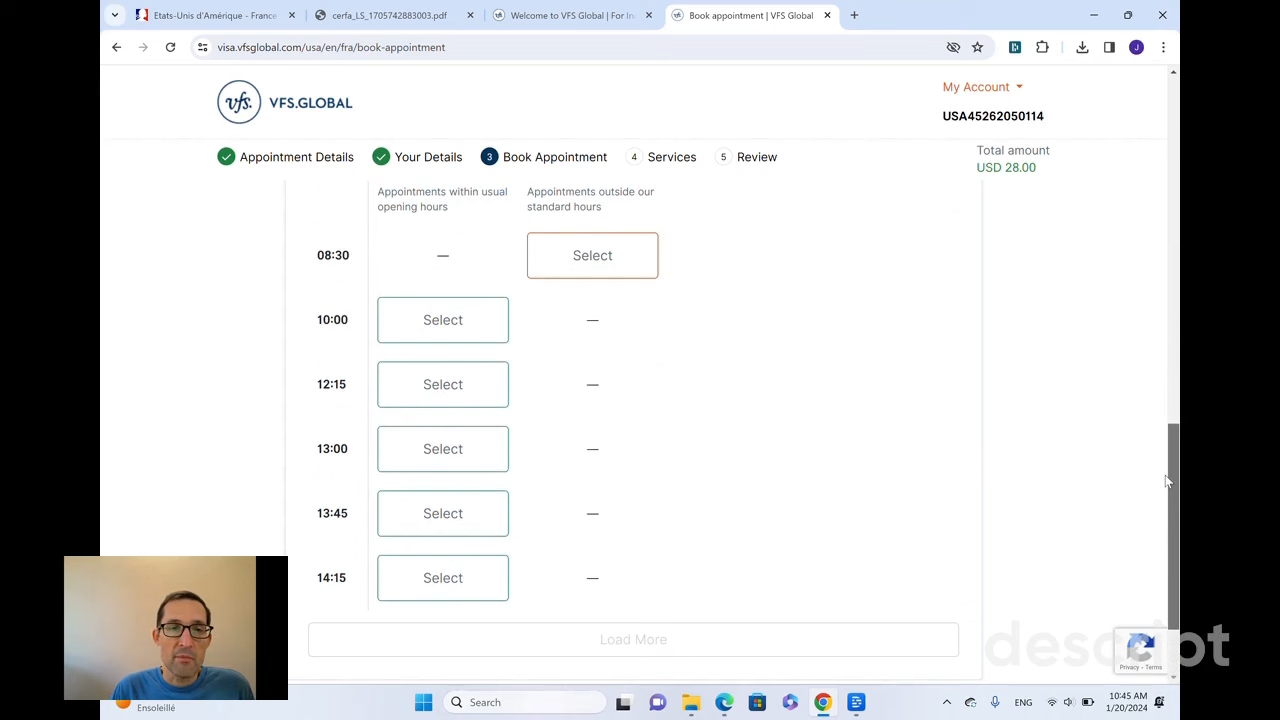 Etats-Unis d'Amérique - France
cerfa_LS_1705742883003.pdf
Welcome to VFS Global | For In
Book appointment | VFS Global
visa.vfsglobal.com/usa/en/fra/book-appointment
J
vfs. VFS.GLOBAL
My Account
USA45262050114
Appointment Details
Your Details
3 Book Appointment
4 Services
5 Review
Total amount
USD 28.00
Appointments within usual
opening hours
Appointments outside our
standard hours
08:30 — Select
10:00 Select —
12:15 Select —
13:00 Select —
13:45 Select —
14:15 Select —
Load More
descript
Privacy - Terms
Ensoleillé
Search
ENG
10:45 AM
1/20/2024